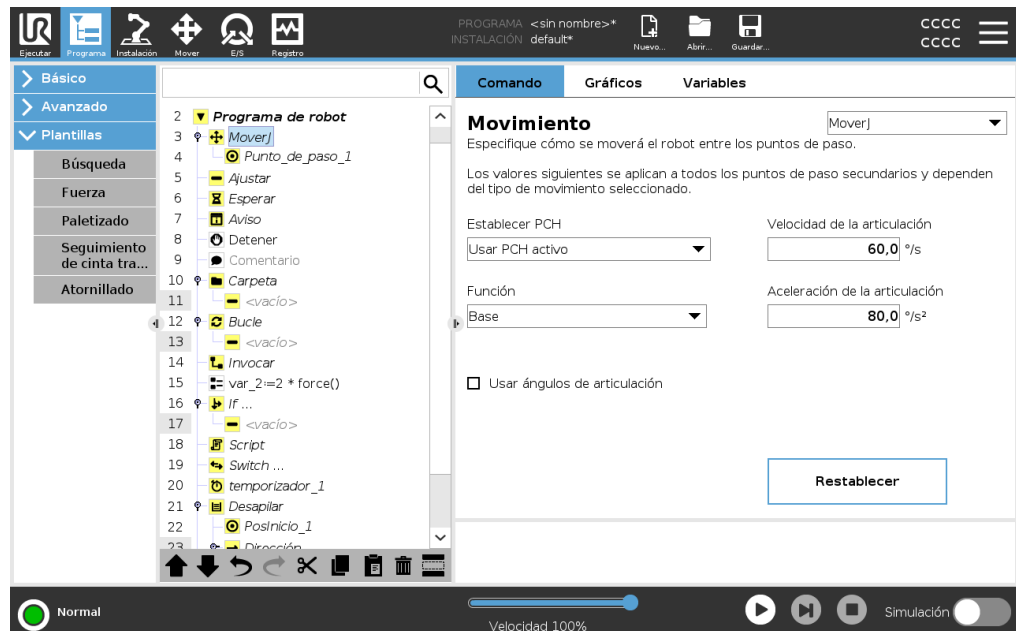 UR
PROGRAMA <sin nombre>*
INSTALACIÓN default*
Ejecutar Programa Instalación Mover E/S Registro
Nuevo... Abrir... Guardar...
cccc
cccc
Básico
Avanzado
Plantillas
Búsqueda
Fuerza
Paletizado
Seguimiento
de cinta tra...
Atornillado
2 Programa de robot
3 MoverJ
4 Punto_de_paso_1
5 Ajustar
6 Esperar
7 Aviso
8 Detener
9 Comentario
10 Carpeta
11 <vacío>
12 Bucle
13 <vacío>
14 Invocar
15 var_2:=2 * force()
16 If ...
17 <vacío>
18 Script
19 Switch ...
20 temporizador_1
21 Desapilar
22 PosInicio_1
23 Dirección
Comando Gráficos Variables
Movimiento
MoverJ
Especifique cómo se moverá el robot entre los puntos de paso.
Los valores siguientes se aplican a todos los puntos de paso secundarios y dependen
del tipo de movimiento seleccionado.
Establecer PCH
Velocidad de la articulación
Usar PCH activo
60,0 °/s
Función
Aceleración de la articulación
Base
80,0 °/s²
Usar ángulos de articulación
Restablecer
Normal
Velocidad 100%
Simulación